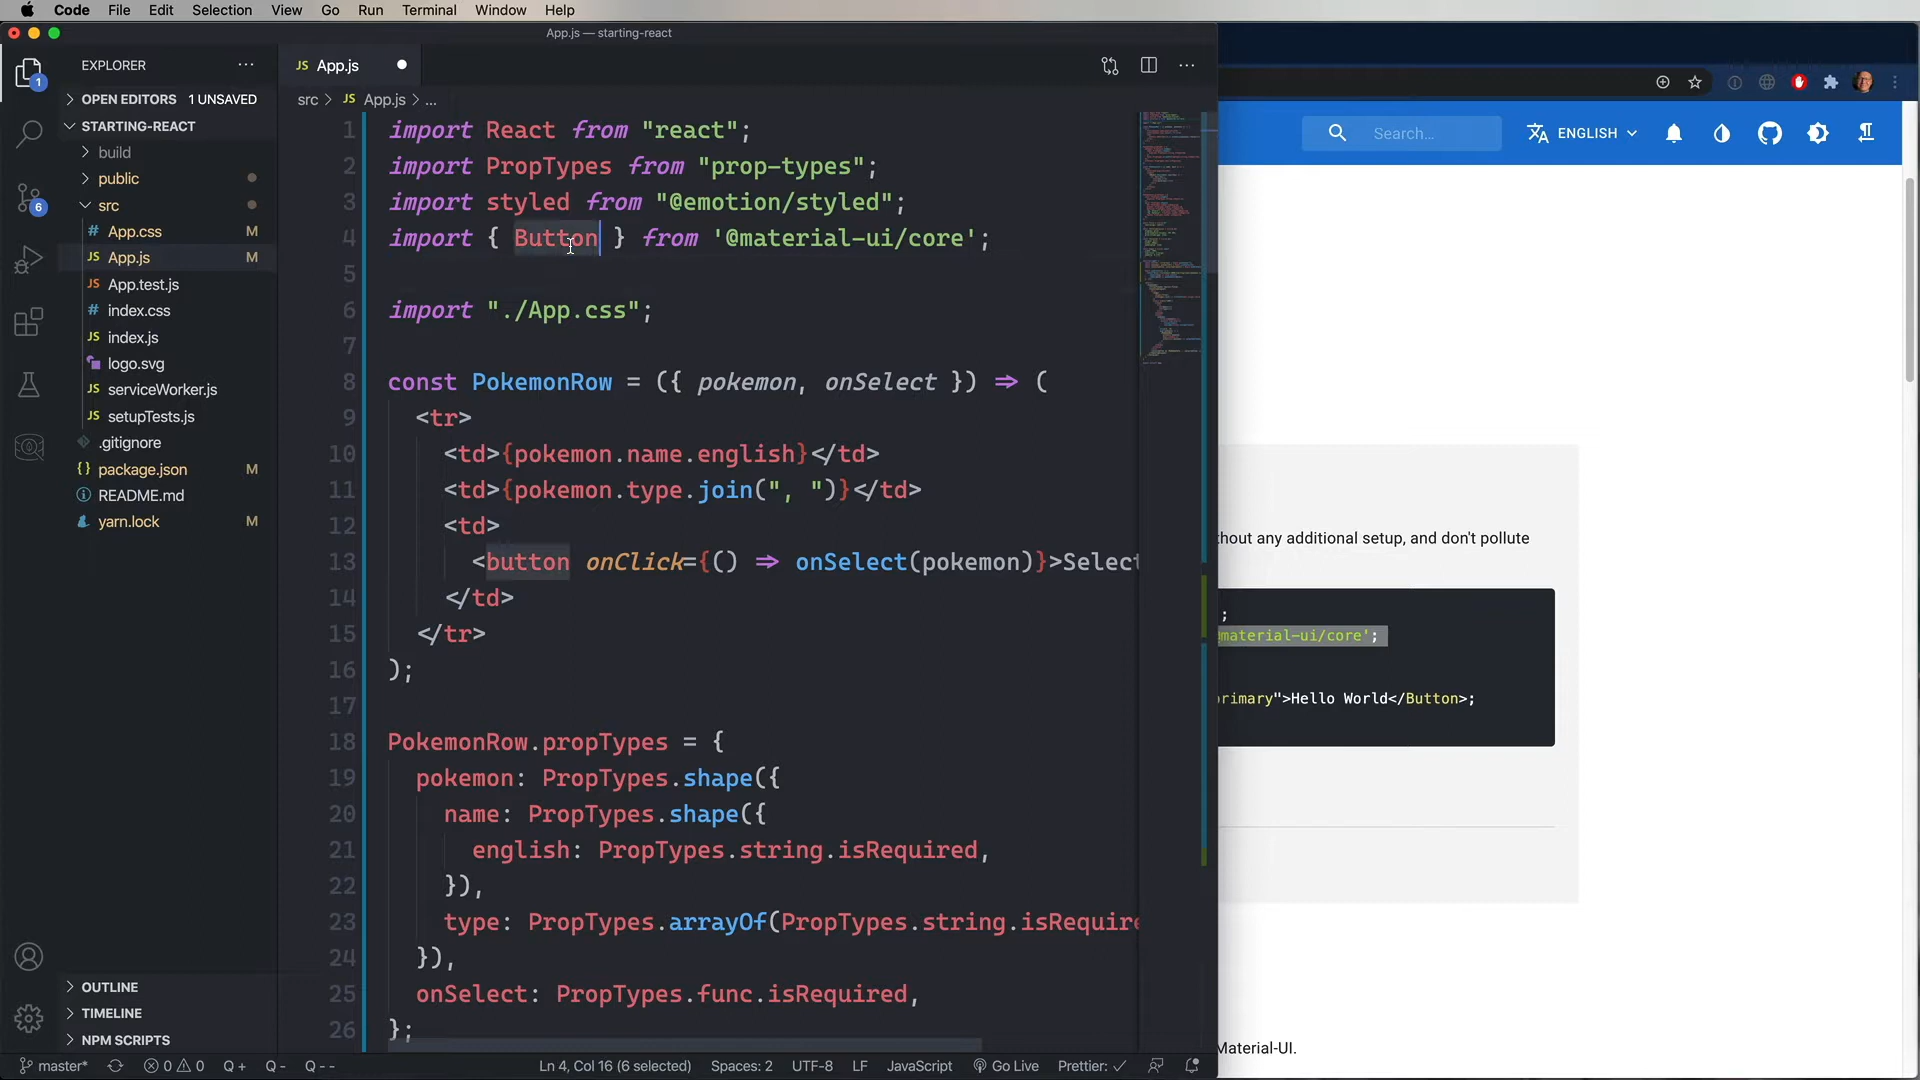 Code File Edit Selection View Go Run Terminal Window Help
App.js — starting-react
EXPLORER
OPEN EDITORS 1 UNSAVED
STARTING-REACT
build
public
src
# App.css
JS App.js M
JS App.test.js
# index.css
JS index.js
logo.svg
JS serviceWorker.js
JS setupTests.js
.gitignore
{} package.json M
README.md
yarn.lock M
OUTLINE
TIMELINE
NPM SCRIPTS
1
6
JS App.js
src > JS App.js > ...
1 import React from "react";
2 import PropTypes from "prop-types";
3 import styled from "@emotion/styled";
4 import { Button } from '@material-ui/core';
5
6 import "./App.css";
7
8 const PokemonRow = ({ pokemon, onSelect }) => (
9 <tr>
10 <td>{pokemon.name.english}</td>
11 <td>{pokemon.type.join(", ")}</td>
12 <td>
13 <button onClick={() => onSelect(pokemon)}>Select
14 </td>
15 </tr>
16 );
17
18 PokemonRow.propTypes = {
19 pokemon: PropTypes.shape({
20 name: PropTypes.shape({
21 english: PropTypes.string.isRequired,
22 }),
23 type: PropTypes.arrayOf(PropTypes.string.isRequire
24 }),
25 onSelect: PropTypes.func.isRequired,
26 };
master* 0 0 Q + Q - Q -- Ln 4, Col 16 (6 selected) Spaces: 2 UTF-8 LF JavaScript Go Live Prettier: ✓
Search... ENGLISH
hout any additional setup, and don't pollute
;
material-ui/core';
rimary">Hello World</Button>;
Material-UI.